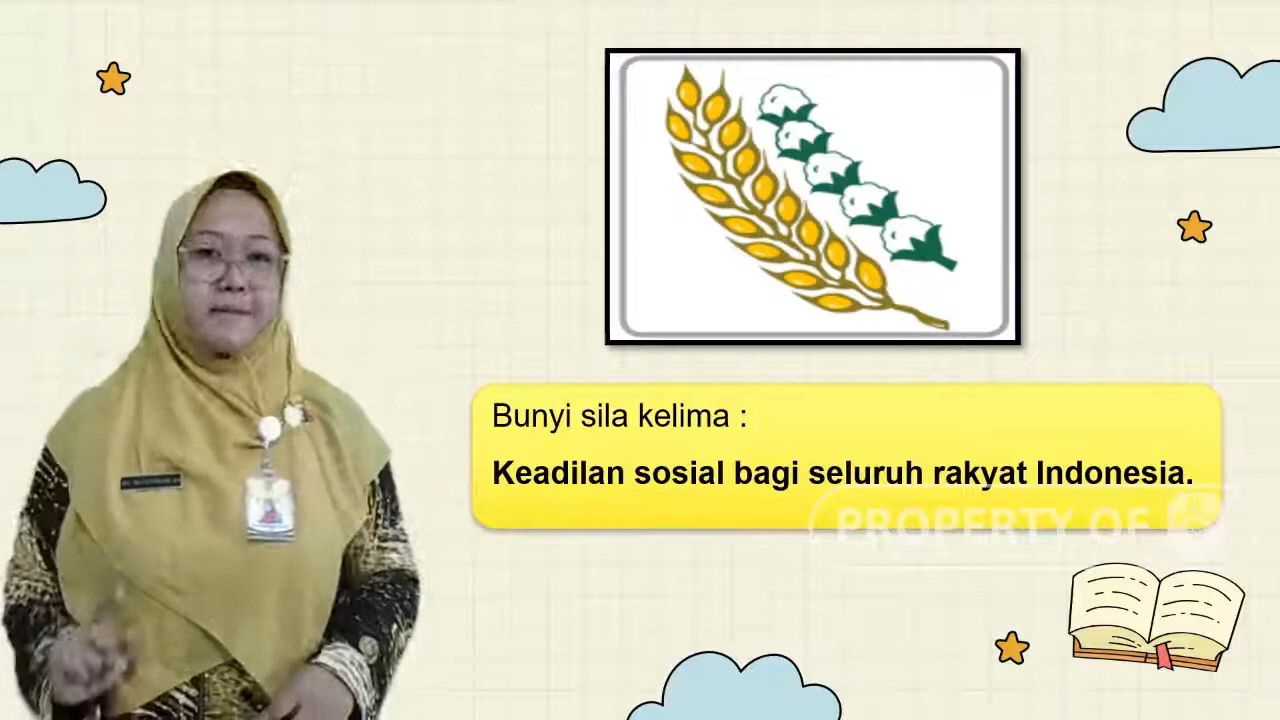 Bunyi sila kelima :
Keadilan sosial bagi seluruh rakyat Indonesia.
PROPERTY OF